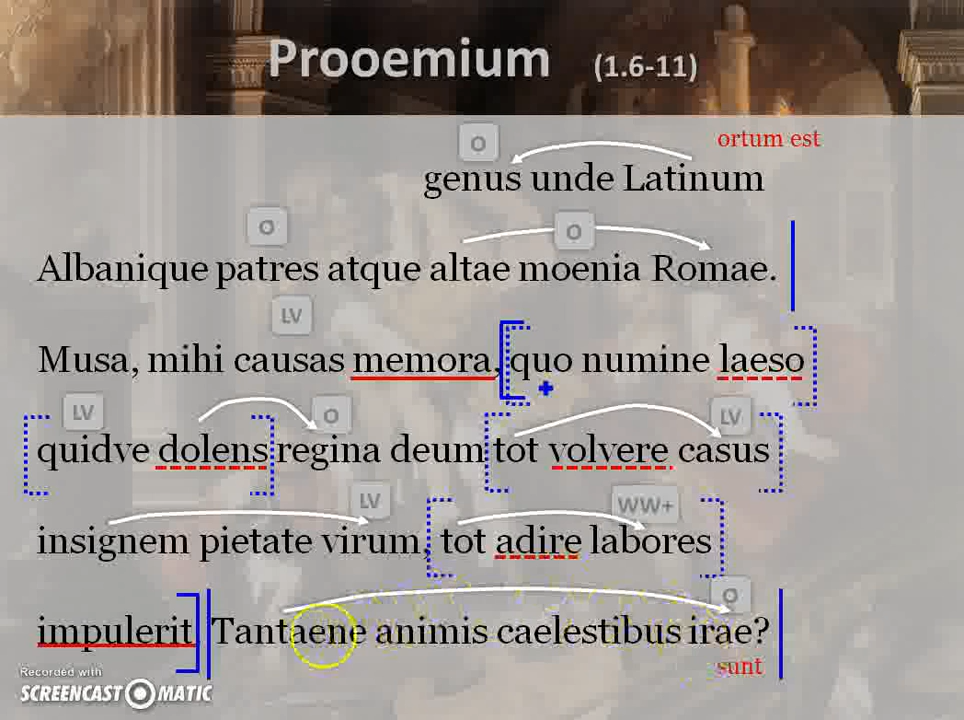 Prooemium (1.6-11)
O ortum est
genus unde Latinum
O O
Albanique patres atque altae moenia Romae.
LV
Musa, mihi causas memora, quo numine laeso
LV O LV
quidve dolens regina deum tot volvere casus
LV WW+
insignem pietate virum, tot adire labores
O
impulerit Tantaene animis caelestibus irae?
sunt
Recorded with
SCREENCAST-O-MATIC